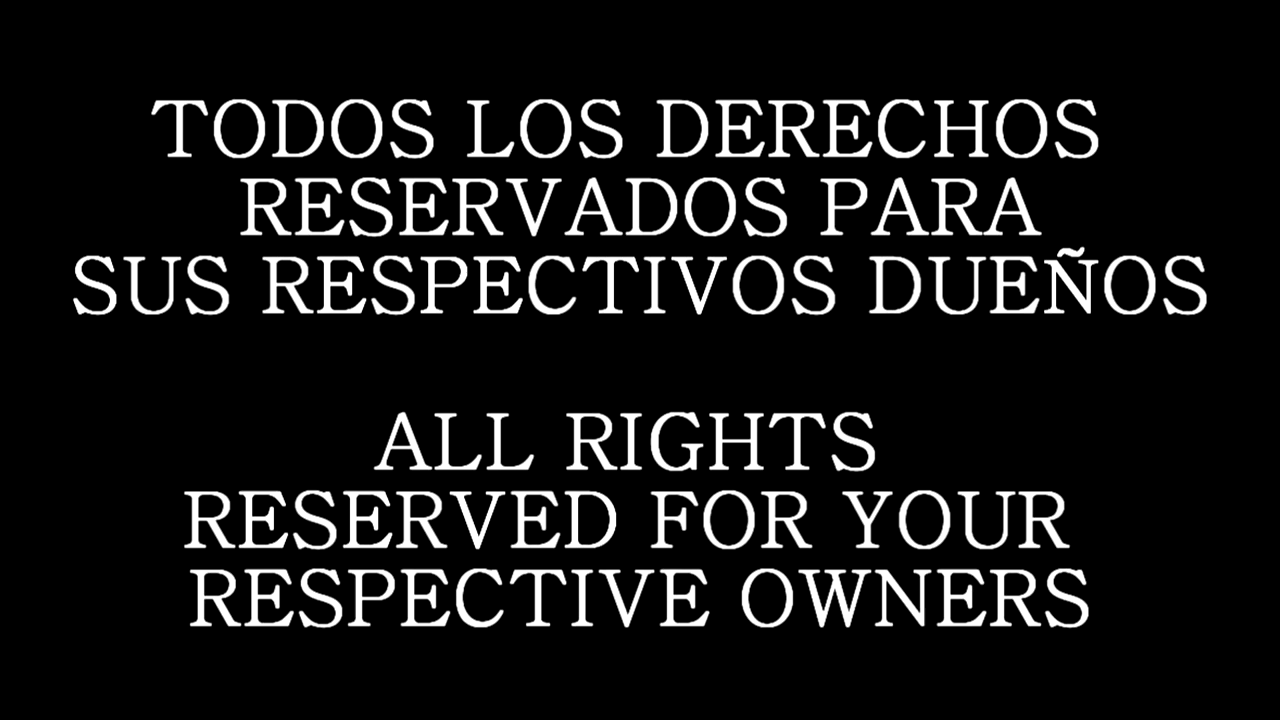 TODOS LOS DERECHOS
RESERVADOS PARA
SUS RESPECTIVOS DUEÑOS
ALL RIGHTS
RESERVED FOR YOUR
RESPECTIVE OWNERS